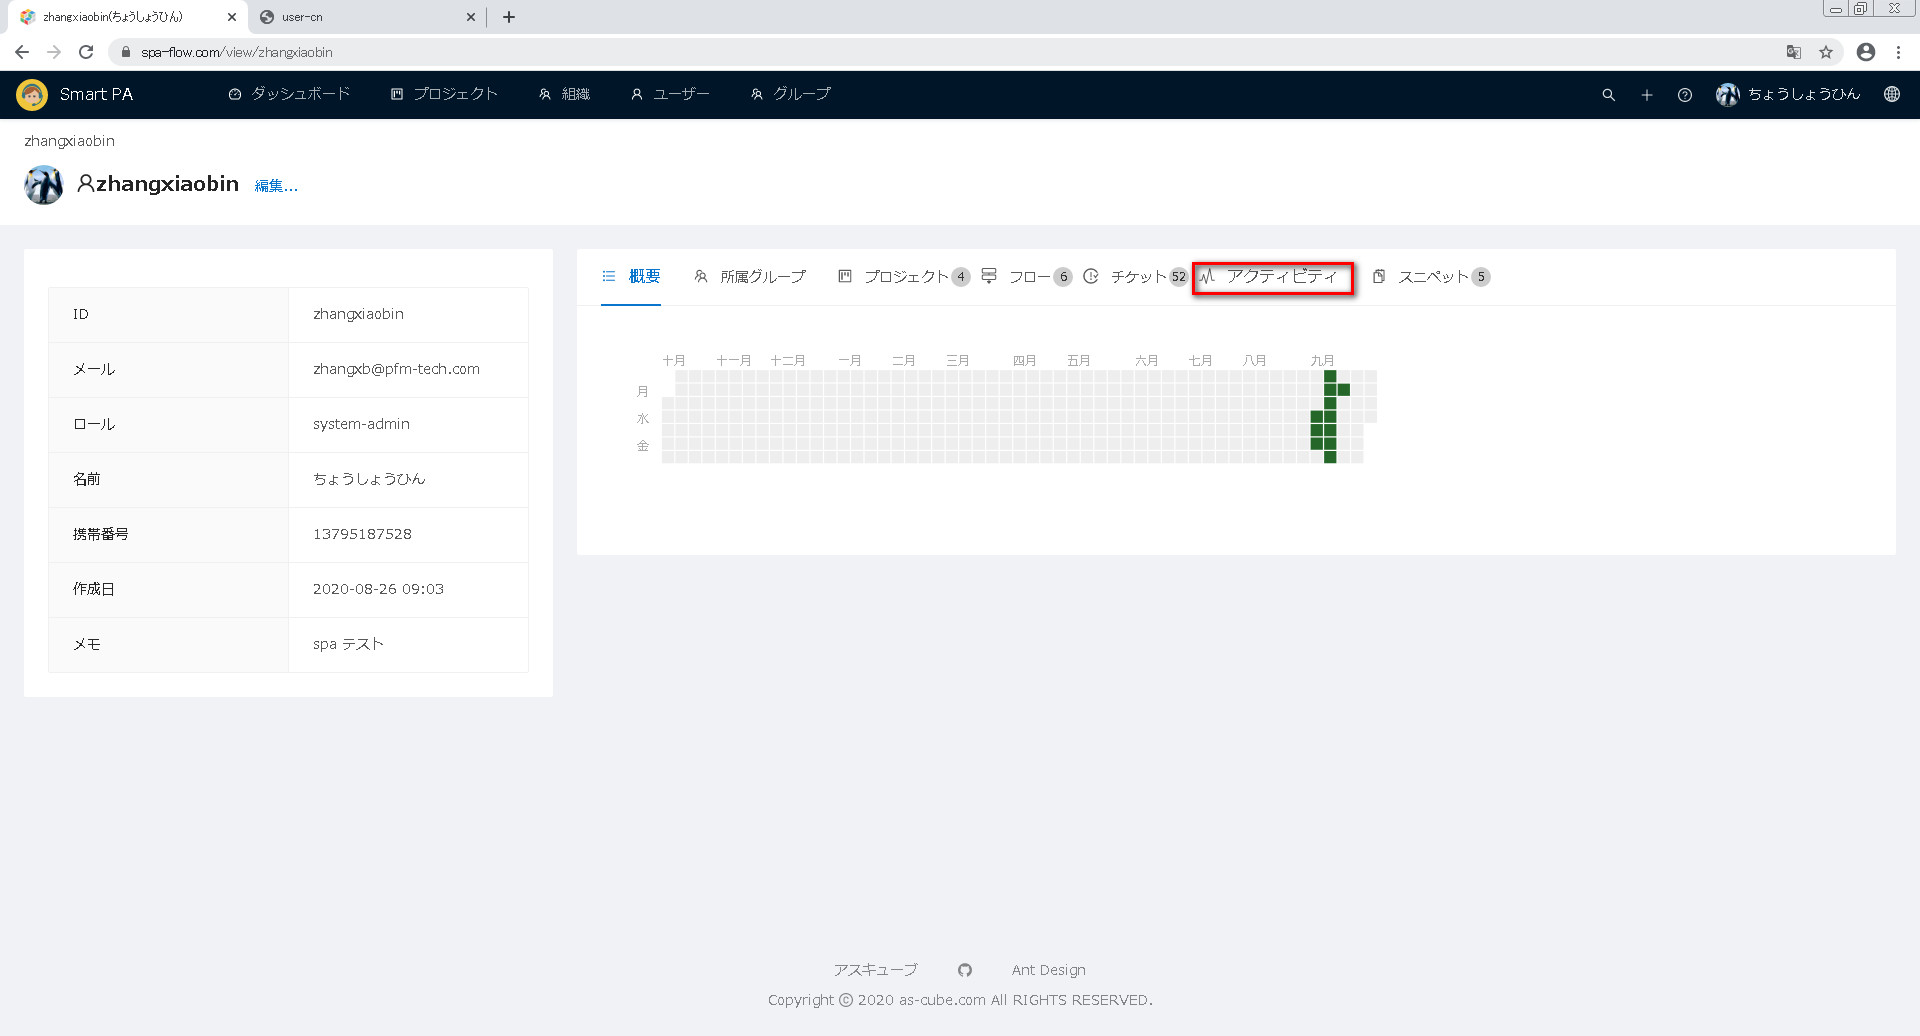 zhangxiaobin(ちょうしょうひん)
user-cn
spa-flow.com/view/zhangxiaobin
Smart PA ダッシュボード プロジェクト 組織 ユーザー グループ ちょうしょうひん
zhangxiaobin
zhangxiaobin 編集...
概要 所属グループ プロジェクト 4 フロー 6 チケット 52 アクティビティ スニペット 5
ID zhangxiaobin
メール zhangxb@pfm-tech.com
ロール system-admin
名前 ちょうしょうひん
携帯番号 13795187528
作成日 2020-08-26 09:03
メモ spa テスト
十月 十一月 十二月 一月 二月 三月 四月 五月 六月 七月 八月 九月
月
水
金
アスキューブ Ant Design
Copyright © 2020 as-cube.com All RIGHTS RESERVED.